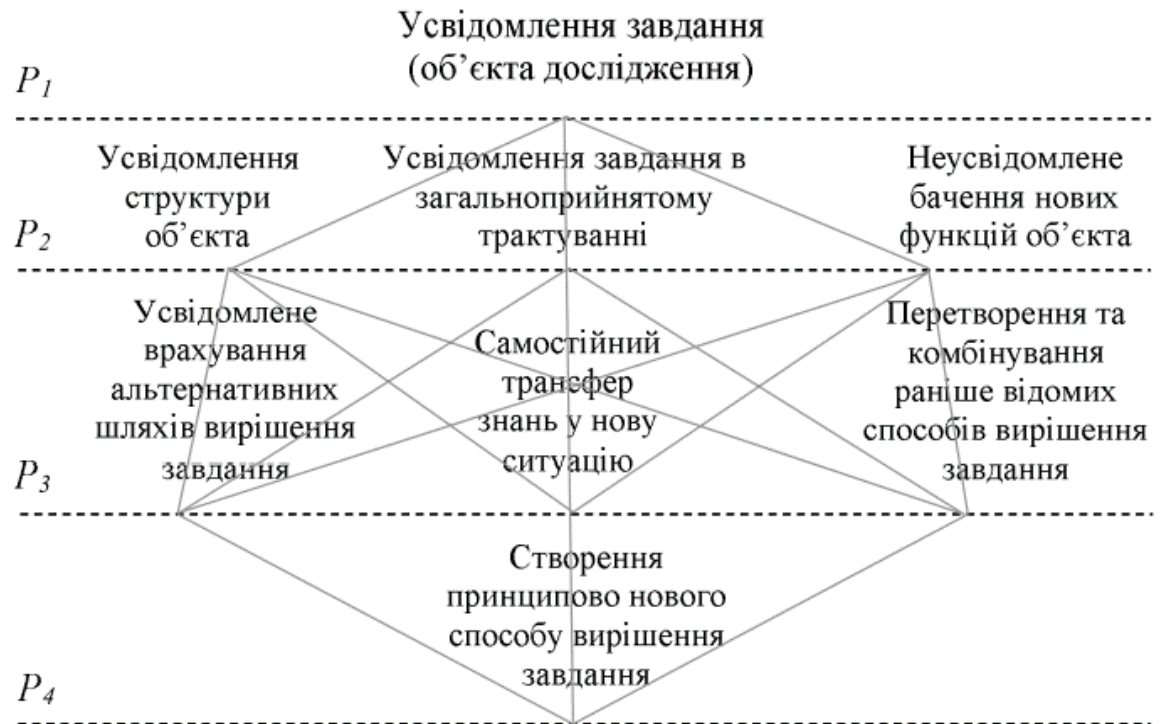 Усвідомлення завдання
(об’єкта дослідження)
P1
Усвідомлення
структури
об’єкта
Усвідомлення завдання в
загальноприйнятому
трактуванні
Неусвідомлене
бачення нових
функцій об’єкта
P2
Усвідомлене
врахування
альтернативних
шляхів вирішення
завдання
Самостійний
трансфер
знань у нову
ситуацію
Перетворення та
комбінування
раніше відомих
способів вирішення
завдання
P3
Створення
принципово нового
способу вирішення
завдання
P4